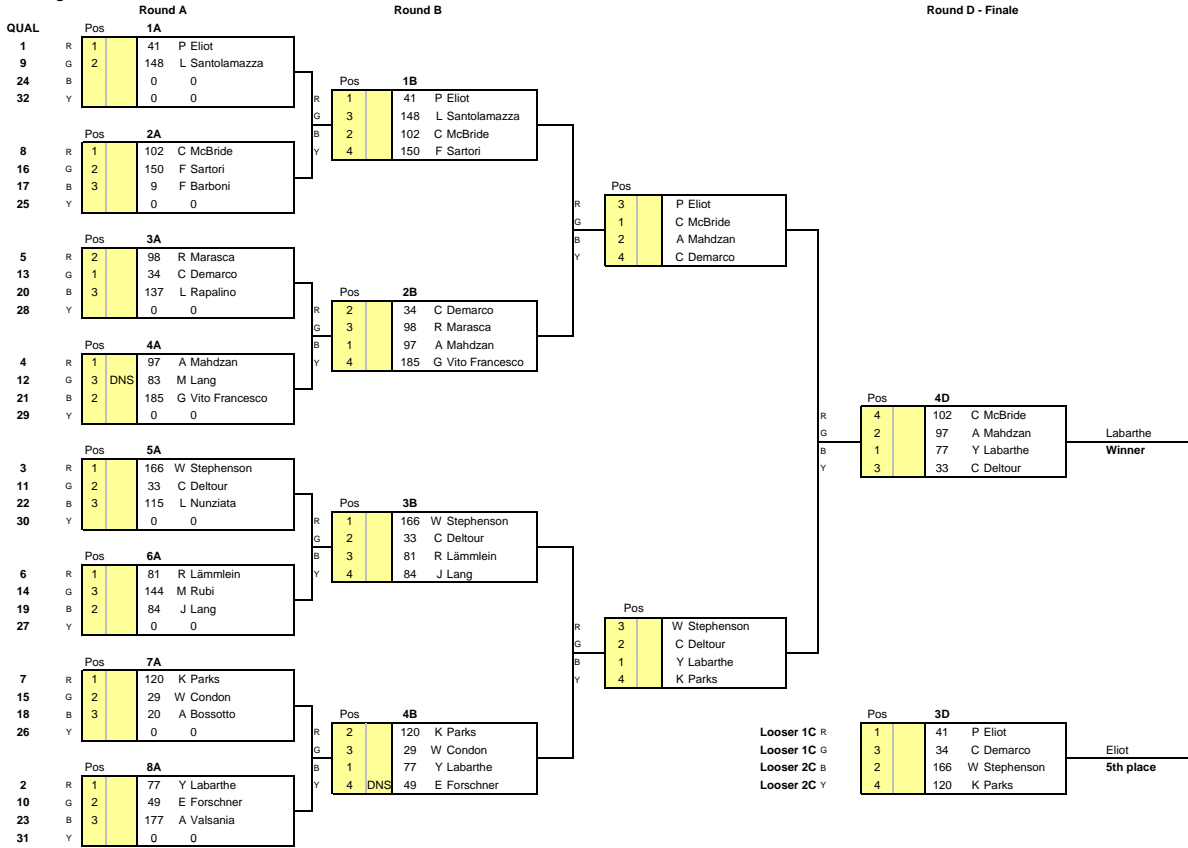 Round A Round B Round D - Finale
QUAL Pos 1A
1 R 1 41 P Eliot
9 G 2 148 L Santolamazza
24 B 0 0
32 Y 0 0
Pos 2A
8 R 1 102 C McBride
16 G 2 150 F Sartori
17 B 3 9 F Barboni
25 Y 0 0
Pos 3A
5 R 2 98 R Marasca
13 G 1 34 C Demarco
20 B 3 137 L Rapalino
28 Y 0 0
Pos 4A
4 R 1 97 A Mahdzan
12 G 3 DNS 83 M Lang
21 B 2 185 G Vito Francesco
29 Y 0 0
Pos 5A
3 R 1 166 W Stephenson
11 G 2 33 C Deltour
22 B 3 115 L Nunziata
30 Y 0 0
Pos 6A
6 R 1 81 R Lämmlein
14 G 3 144 M Rubi
19 B 2 84 J Lang
27 Y 0 0
Pos 7A
7 R 1 120 K Parks
15 G 2 29 W Condon
18 B 3 20 A Bossotto
26 Y 0 0
Pos 8A
2 R 1 77 Y Labarthe
10 G 2 49 E Forschner
23 B 3 177 A Valsania
31 Y 0 0
Pos 1B
R 1 41 P Eliot
G 3 148 L Santolamazza
B 2 102 C McBride
Y 4 150 F Sartori
Pos 2B
R 2 34 C Demarco
G 3 98 R Marasca
B 1 97 A Mahdzan
Y 4 185 G Vito Francesco
Pos 3B
R 1 166 W Stephenson
G 2 33 C Deltour
B 3 81 R Lämmlein
Y 4 84 J Lang
Pos 4B
R 2 120 K Parks
G 3 29 W Condon
B 1 77 Y Labarthe
Y 4 DNS 49 E Forschner
Pos
R 3 P Eliot
G 1 C McBride
B 2 A Mahdzan
Y 4 C Demarco
Pos
R 3 W Stephenson
G 2 C Deltour
B 1 Y Labarthe
Y 4 K Parks
Pos 4D
R 4 102 C McBride
G 2 97 A Mahdzan Labarthe
B 1 77 Y Labarthe Winner
Y 3 33 C Deltour
Pos 3D
Looser 1C R 1 41 P Eliot
Looser 1C G 3 34 C Demarco Eliot
Looser 2C B 2 166 W Stephenson 5th place
Looser 2C Y 4 120 K Parks